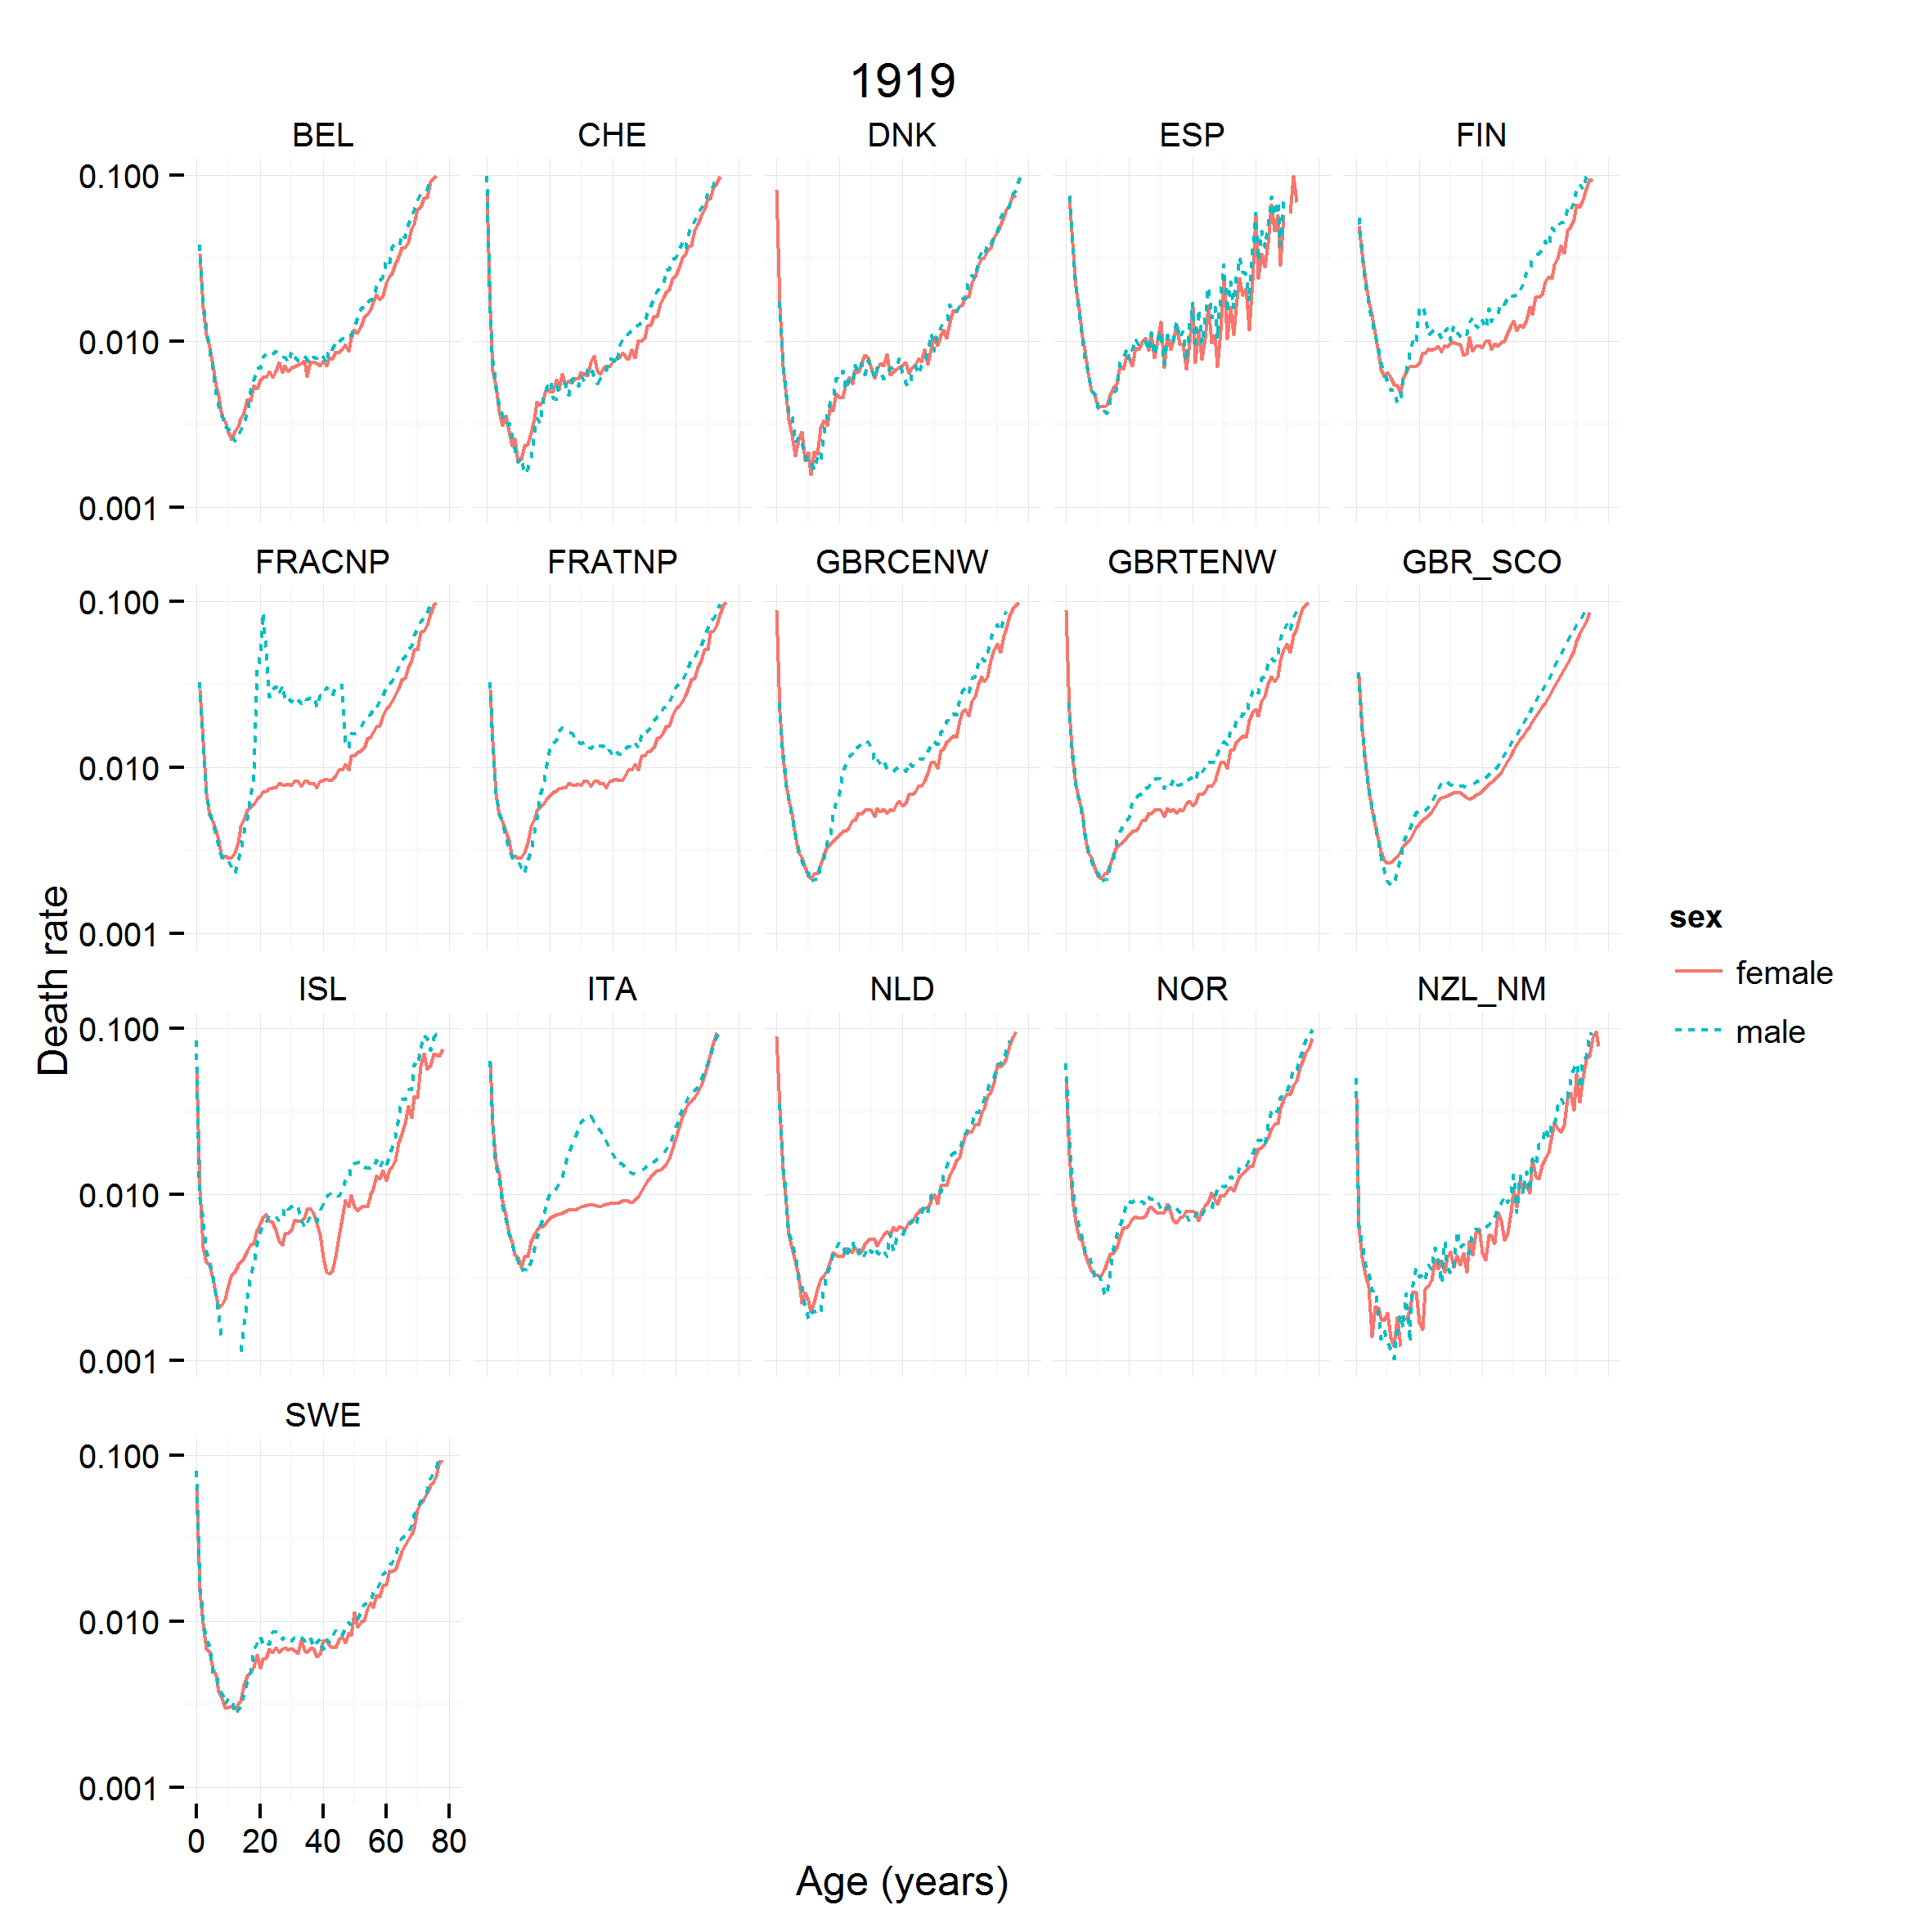 1919
BEL CHE DNK ESP FIN
0.100
0.010
0.001
FRACNP FRATNP GBRCENW GBRTENW GBR_SCO
0.100
0.010
0.001
ISL ITA NLD NOR NZL_NM
0.100
0.010
0.001
SWE
0.100
0.010
0.001
0 20 40 60 80
Age (years)
Death rate
sex
female
male